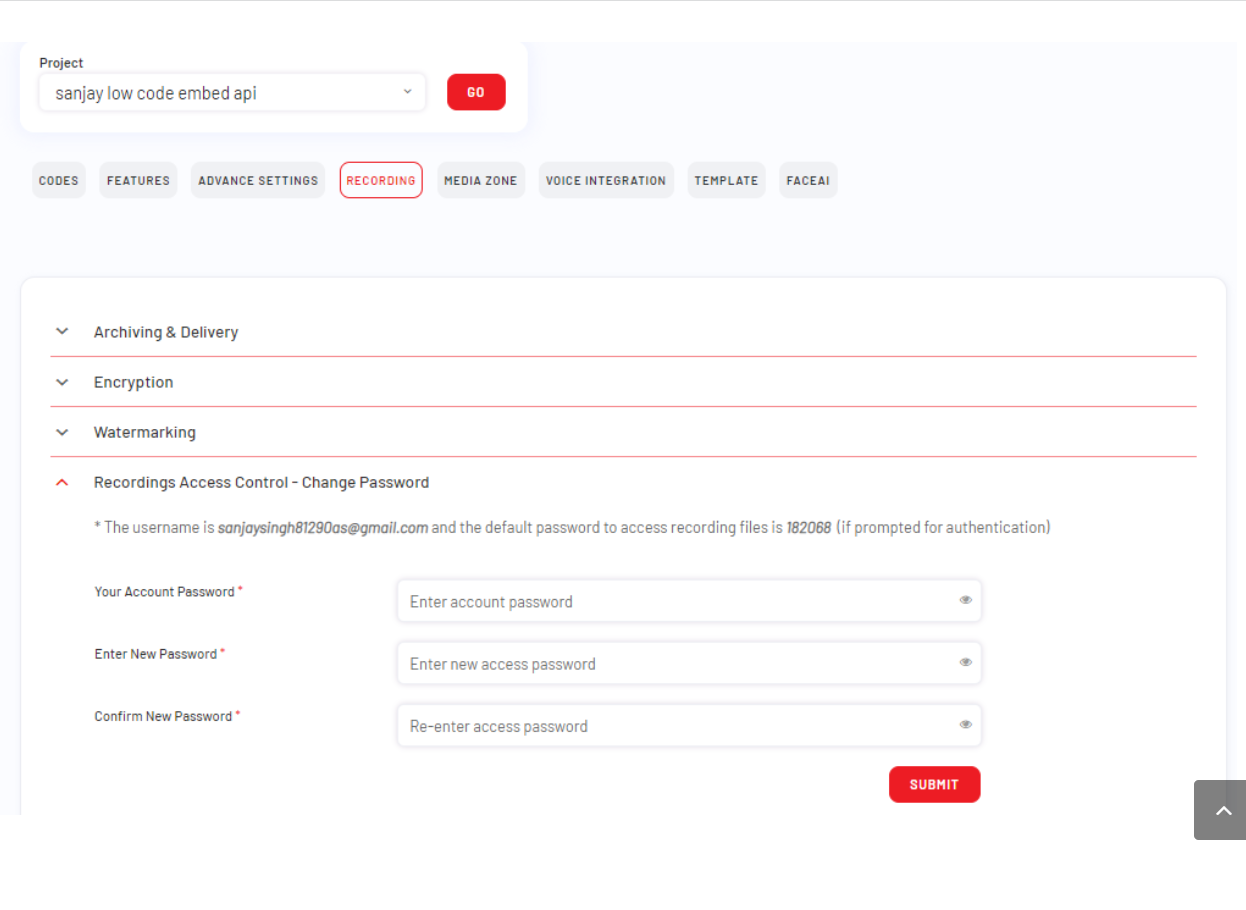 Project
sanjay low code embed api
GO
CODES FEATURES ADVANCE SETTINGS RECORDING MEDIA ZONE VOICE INTEGRATION TEMPLATE FACEAI
Archiving & Delivery
Encryption
Watermarking
Recordings Access Control - Change Password
* The username is sanjaysingh81290as@gmail.com and the default password to access recording files is 182068 (if prompted for authentication)
Your Account Password *
Enter account password
Enter New Password *
Enter new access password
Confirm New Password *
Re-enter access password
SUBMIT